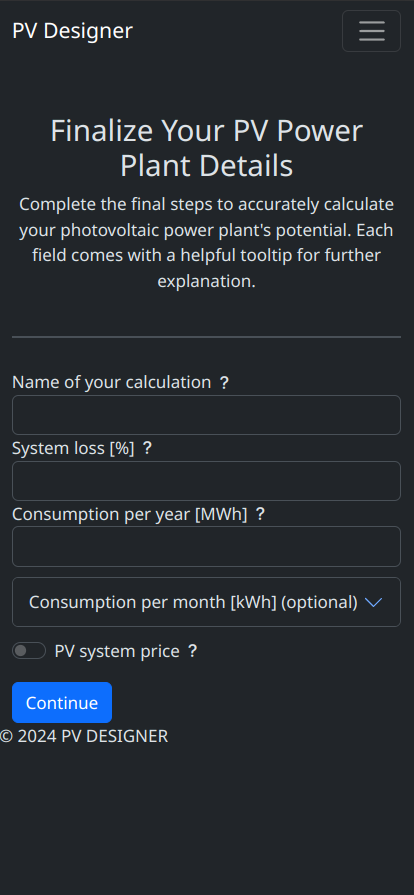 PV Designer
Finalize Your PV Power
Plant Details
Complete the final steps to accurately calculate
your photovoltaic power plant's potential. Each
field comes with a helpful tooltip for further
explanation.
Name of your calculation ?
System loss [%] ?
Consumption per year [MWh] ?
Consumption per month [kWh] (optional)
PV system price ?
Continue
© 2024 PV DESIGNER